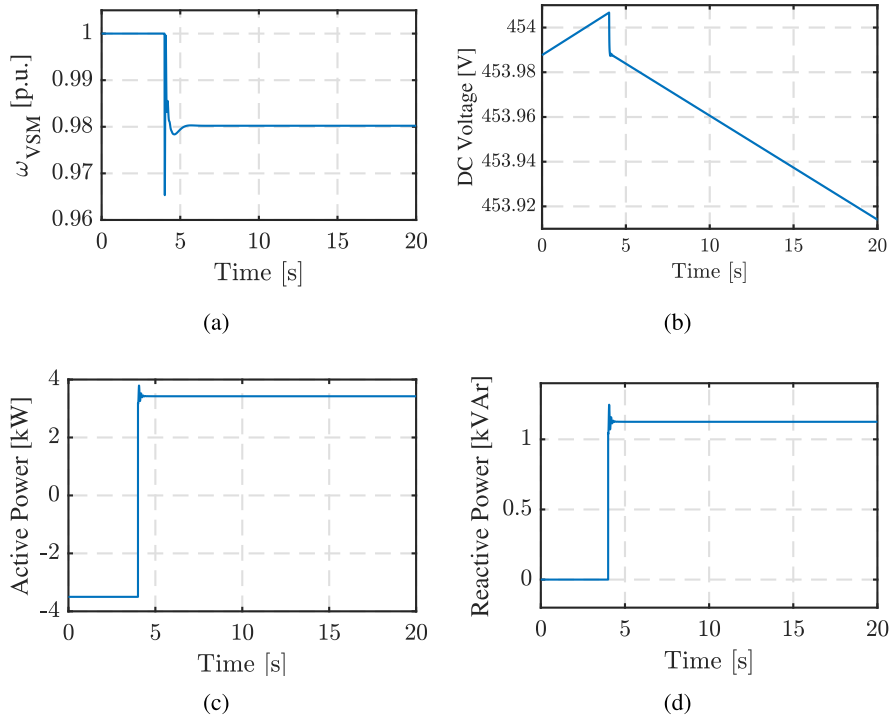 1
0.99
0.98
0.97
0.96
ω_VSM [p.u.]
0 5 10 15 20
Time [s]
(a)
454
453.98
453.96
453.94
453.92
DC Voltage [V]
0 5 10 15 20
Time [s]
(b)
4
2
0
-2
-4
Active Power [kW]
0 5 10 15 20
Time [s]
(c)
1
0.5
0
Reactive Power [kVAr]
0 5 10 15 20
Time [s]
(d)